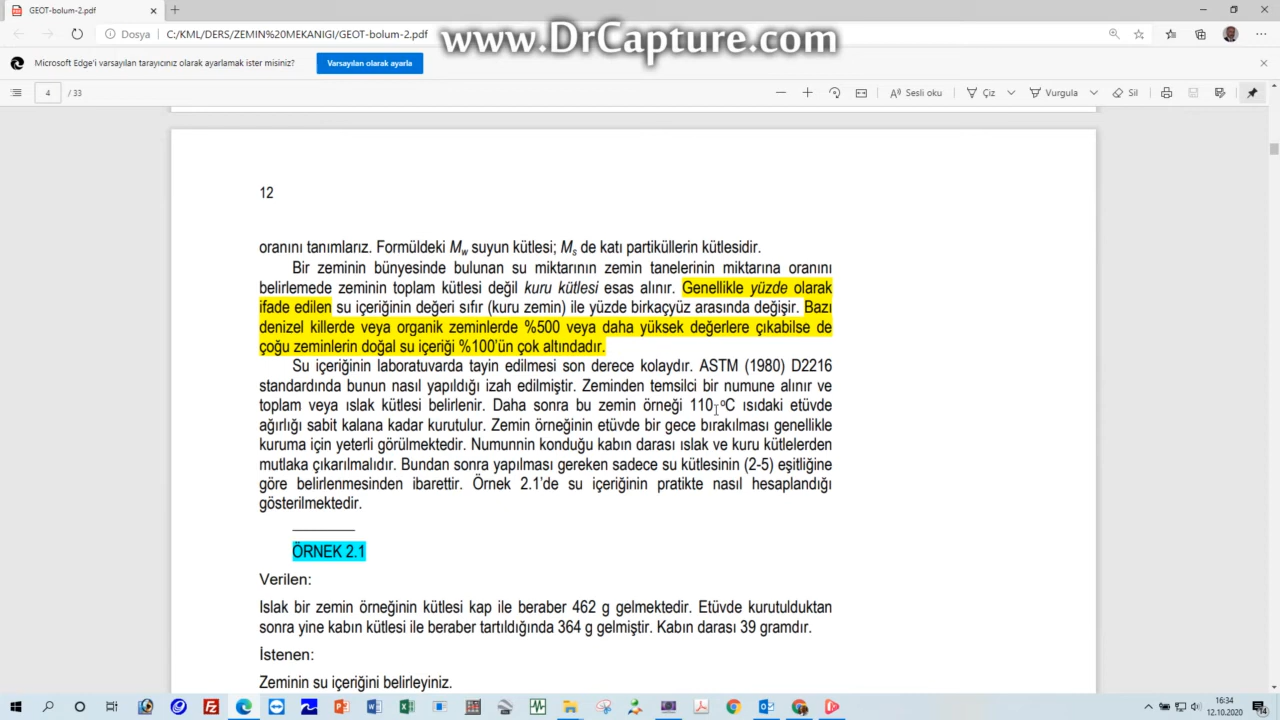 GEOT-bolum-2.pdf
Dosya
C:/KML/DERS/ZEMIN%20MEKANIGI/GEOT-bolum-2.pdf
www.DrCapture.com
Microsoft Edge'i varsayılan tarayıcınız olarak ayarlamak ister misiniz?
Varsayılan olarak ayarla
4 / 33
Sesli oku
Çiz
Vurgula
Sil
12
oranını tanımlarız. Formüldeki Mw suyun kütlesi; Ms de katı partiküllerin kütlesidir.
Bir zeminin bünyesinde bulunan su miktarının zemin tanelerinin miktarına oranını
belirlemede zeminin toplam kütlesi değil kuru kütlesi esas alınır. Genellikle yüzde olarak
ifade edilen su içeriğinin değeri sıfır (kuru zemin) ile yüzde birkaçyüz arasında değişir. Bazı
denizel killerde veya organik zeminlerde %500 veya daha yüksek değerlere çıkabilse de
çoğu zeminlerin doğal su içeriği %100'ün çok altındadır.
Su içeriğinin laboratuvarda tayin edilmesi son derece kolaydır. ASTM (1980) D2216
standardında bunun nasıl yapıldığı izah edilmiştir. Zeminden temsilci bir numune alınır ve
toplam veya ıslak kütlesi belirlenir. Daha sonra bu zemin örneği 110 oC ısıdaki etüvde
ağırlığı sabit kalana kadar kurutulur. Zemin örneğinin etüvde bir gece bırakılması genellikle
kuruma için yeterli görülmektedir. Numunnin konduğu kabın darası ıslak ve kuru kütlelerden
mutlaka çıkarılmalıdır. Bundan sonra yapılması gereken sadece su kütlesinin (2-5) eşitliğine
göre belirlenmesinden ibarettir. Örnek 2.1'de su içeriğinin pratikte nasıl hesaplandığı
gösterilmektedir.
ÖRNEK 2.1
Verilen:
Islak bir zemin örneğinin kütlesi kap ile beraber 462 g gelmektedir. Etüvde kurutulduktan
sonra yine kabın kütlesi ile beraber tartıldığında 364 g gelmiştir. Kabın darası 39 gramdır.
İstenen:
Zeminin su içeriğini belirleyiniz.
16:34
12.10.2020